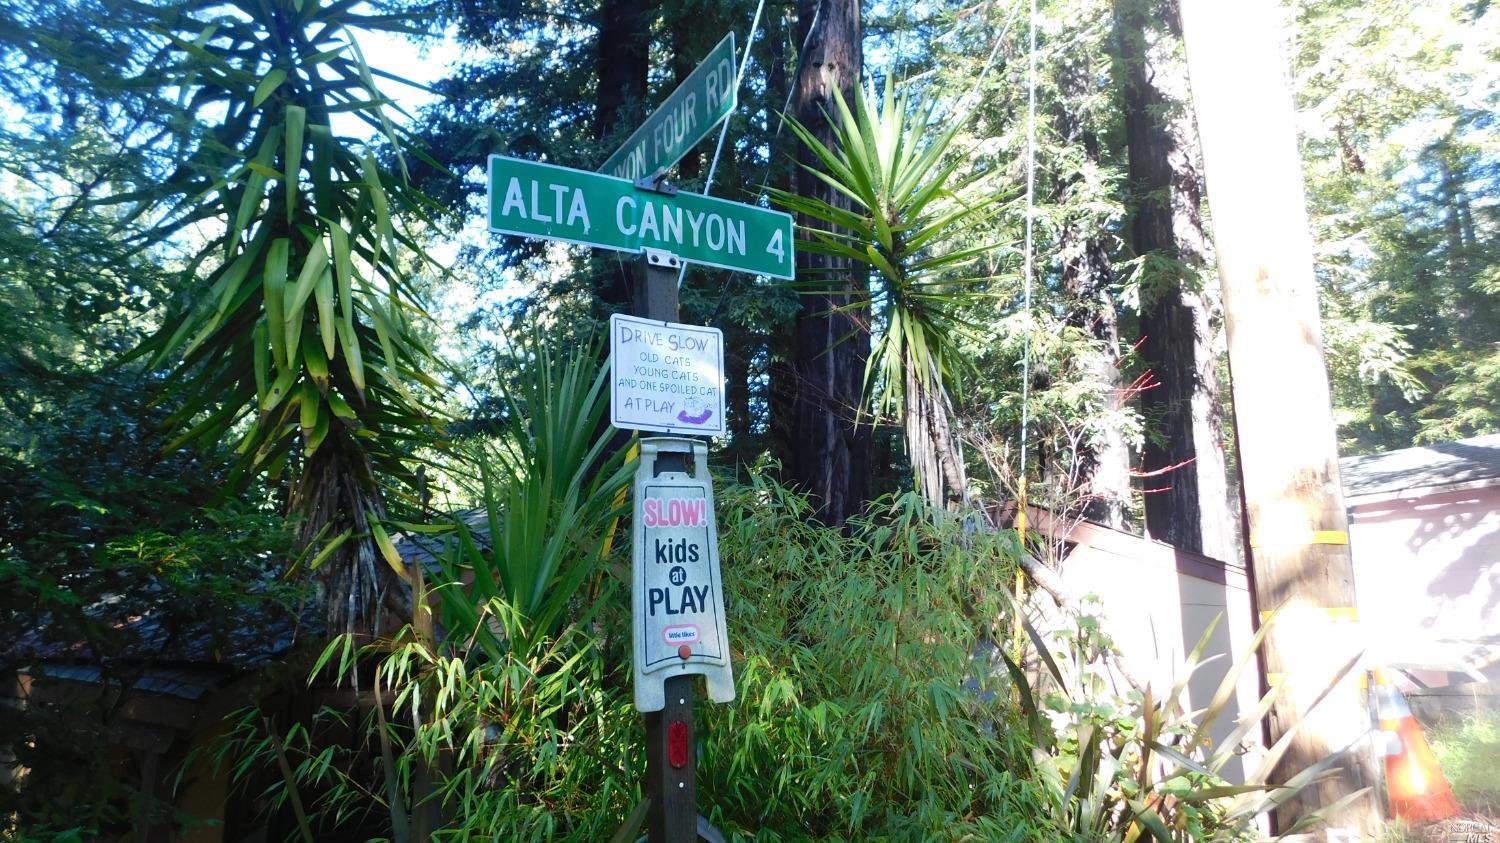 FOUR RD
ALTA CANYON 4
DRIVE SLOW
OLD CATS
YOUNG CATS
AND ONE SPOILED CAT
AT PLAY
SLOW!
kids
at
PLAY
little tikes